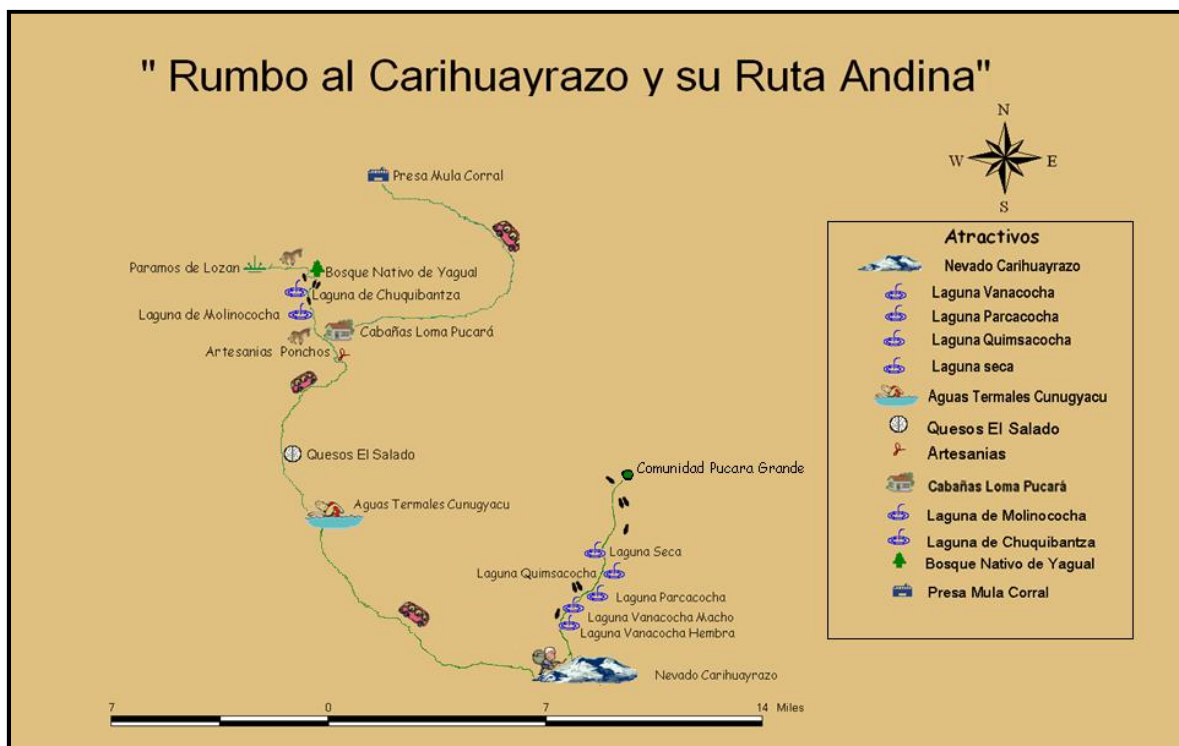 " Rumbo al Carihuayrazo y su Ruta Andina"
N
W E
S
Presa Mula Corral
Paramos de Lozan
Bosque Nativo de Yagual
Laguna de Chuquibantza
Laguna de Molinococha
Cabañas Loma Pucará
Artesanias Ponchos
Quesos El Salado
Comunidad Pucara Grande
Aguas Termales Cunugyacu
Laguna Seca
Laguna Quimsacocha
Laguna Parcacocha
Laguna Vanacocha Macho
Laguna Vanacocha Hembra
Nevado Carihuayrazo
7 0 7 14 Miles
Atractivos
Nevado Carihuayrazo
Laguna Vanacocha
Laguna Parcacocha
Laguna Quimsacocha
Laguna seca
Aguas Termales Cunugyacu
Quesos El Salado
Artesanias
Cabañas Loma Pucará
Laguna de Molinococha
Laguna de Chuquibantza
Bosque Nativo de Yagual
Presa Mula Corral